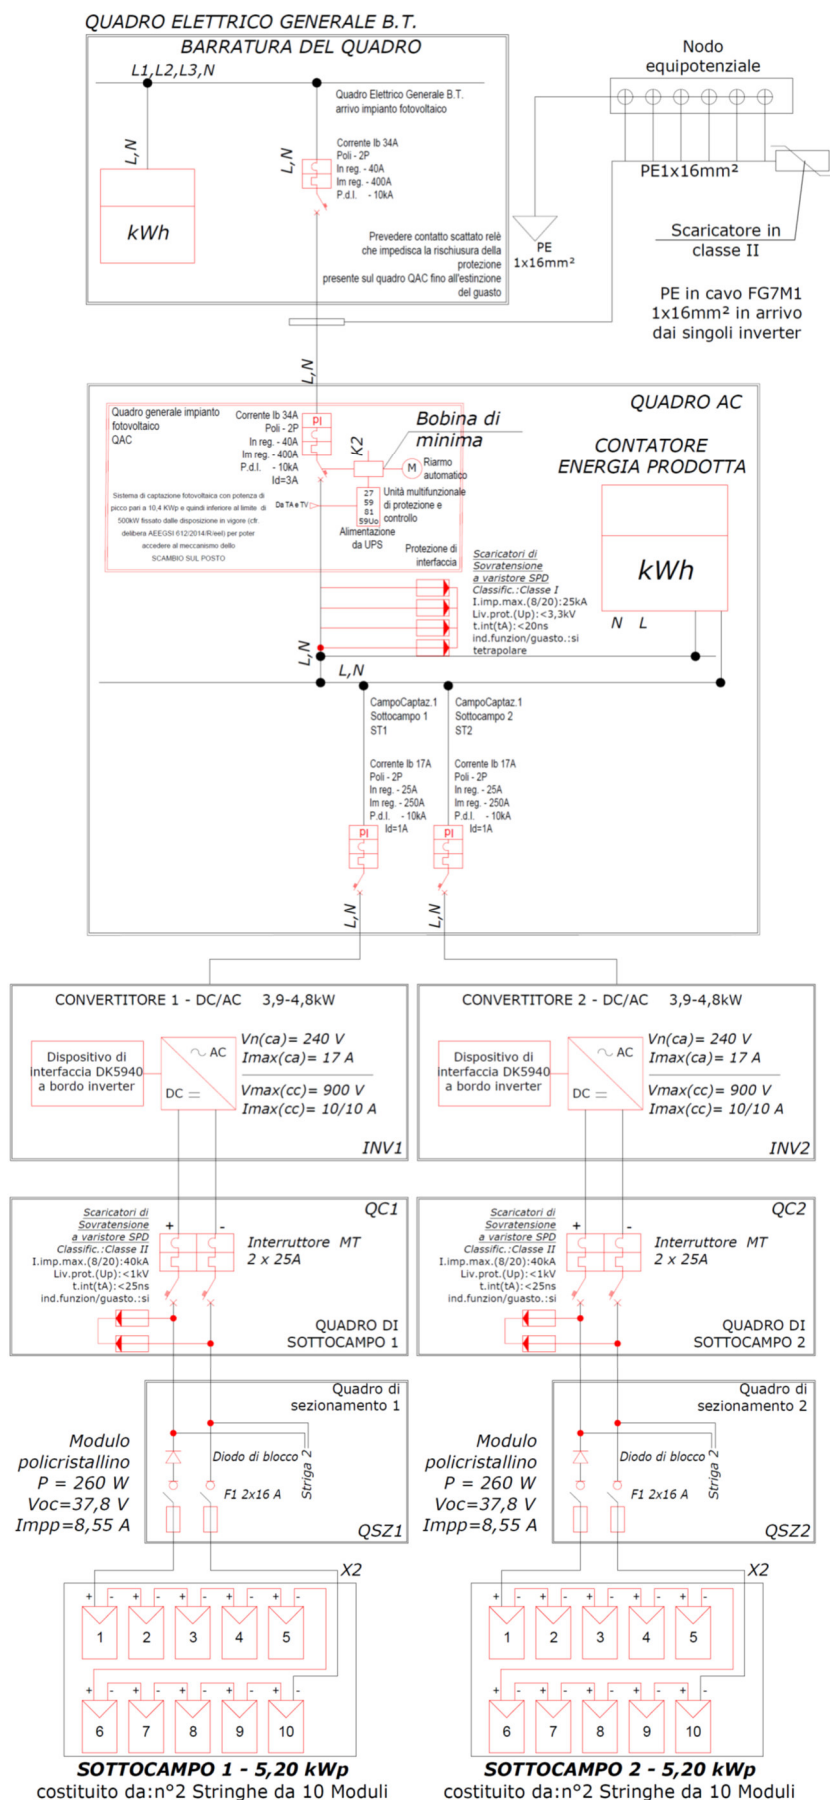 QUADRO ELETTRICO GENERALE B.T.
BARRATURA DEL QUADRO
L1,L2,L3,N
Quadro Elettrico Generale B.T.
arrivo impianto fotovoltaico
L,N
kWh
L,N
Corrente Ib 34A
Poli - 2P
In reg. - 40A
Im reg. - 400A
P.d.I. - 10kA
Prevedere contatto scattato relè
che impedisca la rischiusura della
protezione
presente sul quadro QAC fino all'estinzione
del guasto
Nodo
equipotenziale
PE1x16mm²
PE
1x16mm²
Scaricatore in
classe II
PE in cavo FG7M1
1x16mm² in arrivo
dai singoli inverter
L,N
QUADRO AC
Quadro generale impianto
fotovoltaico
QAC
Corrente Ib 34A
Poli - 2P
In reg. - 40A
Im reg. - 400A
P.d.I. - 10kA
Id=3A
PI
K2
Bobina di
minima
M
Riarmo
automatico
27
59
81
59Uo
Unità multifunzionale
di protezione e
controllo
Da TA e TV
Alimentazione
da UPS
Protezione di
interfaccia
Sistema di captazione fotovoltaica con potenza di
picco pari a 10,4 KWp e quindi inferiore al limite di
500kW fissato dalle disposizione in vigore (cfr.
delibera AEEGSI 612/2014/R/eel) per poter
accedere al meccanismo dello
SCAMBIO SUL POSTO
CONTATORE
ENERGIA PRODOTTA
kWh
N L
Scaricatori di
Sovratensione
a varistore SPD
Classific.:Classe I
I.imp.max.(8/20):25kA
Liv.prot.(Up):<3,3kV
t.int(tA):<20ns
ind.funzion/guasto.:si
tetrapolare
L,N
L,N
CampoCaptaz.1
Sottocampo 1
ST1
Corrente Ib 17A
Poli - 2P
In reg. - 25A
Im reg. - 250A
P.d.I. - 10kA
Id=1A
PI
L,N
CampoCaptaz.1
Sottocampo 2
ST2
Corrente Ib 17A
Poli - 2P
In reg. - 25A
Im reg. - 250A
P.d.I. - 10kA
Id=1A
PI
L,N
CONVERTITORE 1 - DC/AC 3,9-4,8kW
Dispositivo di
interfaccia DK5940
a bordo inverter
AC
DC
Vn(ca)= 240 V
Imax(ca)= 17 A
Vmax(cc)= 900 V
Imax(cc)= 10/10 A
INV1
CONVERTITORE 2 - DC/AC 3,9-4,8kW
Dispositivo di
interfaccia DK5940
a bordo inverter
AC
DC
Vn(ca)= 240 V
Imax(ca)= 17 A
Vmax(cc)= 900 V
Imax(cc)= 10/10 A
INV2
QC1
Scaricatori di
Sovratensione
a varistore SPD
Classific.:Classe II
I.imp.max.(8/20):40kA
Liv.prot.(Up):<1kV
t.int(tA):<25ns
ind.funzion/guasto.:si
+ -
Interruttore MT
2 x 25A
QUADRO DI
SOTTOCAMPO 1
QC2
Scaricatori di
Sovratensione
a varistore SPD
Classific.:Classe II
I.imp.max.(8/20):40kA
Liv.prot.(Up):<1kV
t.int(tA):<25ns
ind.funzion/guasto.:si
+ -
Interruttore MT
2 x 25A
QUADRO DI
SOTTOCAMPO 2
Quadro di
sezionamento 1
Modulo
policristallino
P = 260 W
Voc=37,8 V
Impp=8,55 A
Diodo di blocco
Striga 2
F1 2x16 A
QSZ1
X2
Quadro di
sezionamento 2
Modulo
policristallino
P = 260 W
Voc=37,8 V
Impp=8,55 A
Diodo di blocco
Striga 2
F1 2x16 A
QSZ2
X2
+ - + - + - + - + -
1 2 3 4 5
+ - + - + - + - + -
6 7 8 9 10
SOTTOCAMPO 1 - 5,20 kWp
costituito da:n°2 Stringhe da 10 Moduli
+ - + - + - + - + -
1 2 3 4 5
+ - + - + - + - + -
6 7 8 9 10
SOTTOCAMPO 2 - 5,20 kWp
costituito da:n°2 Stringhe da 10 Moduli